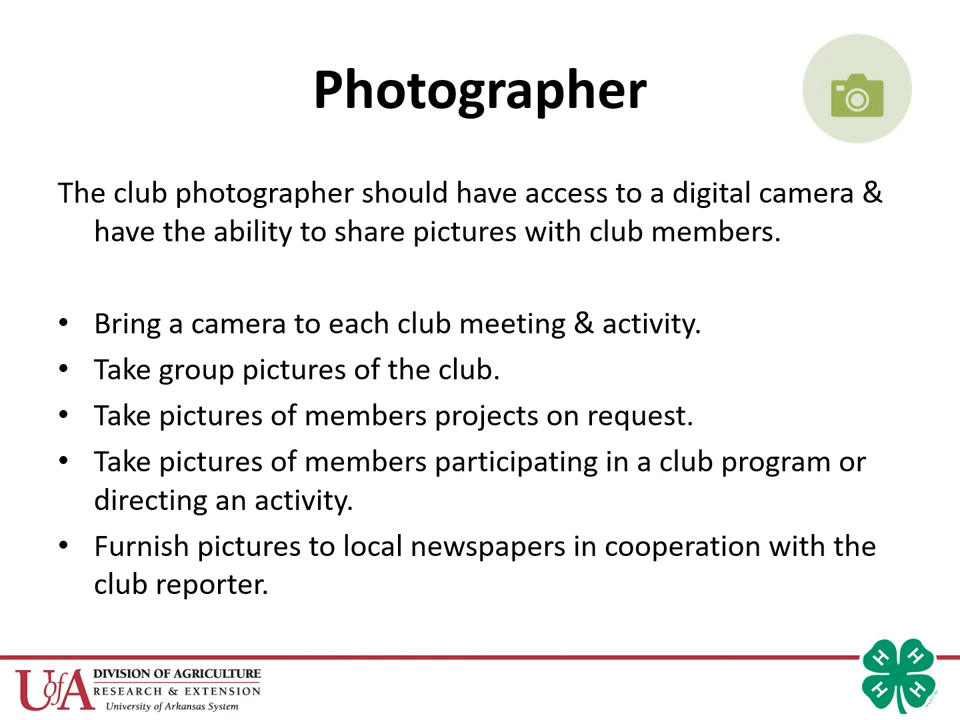 Photographer
The club photographer should have access to a digital camera &
have the ability to share pictures with club members.
• Bring a camera to each club meeting & activity.
• Take group pictures of the club.
• Take pictures of members projects on request.
• Take pictures of members participating in a club program or
directing an activity.
• Furnish pictures to local newspapers in cooperation with the
club reporter.
UofA
DIVISION OF AGRICULTURE
RESEARCH & EXTENSION
University of Arkansas System
H H
H H